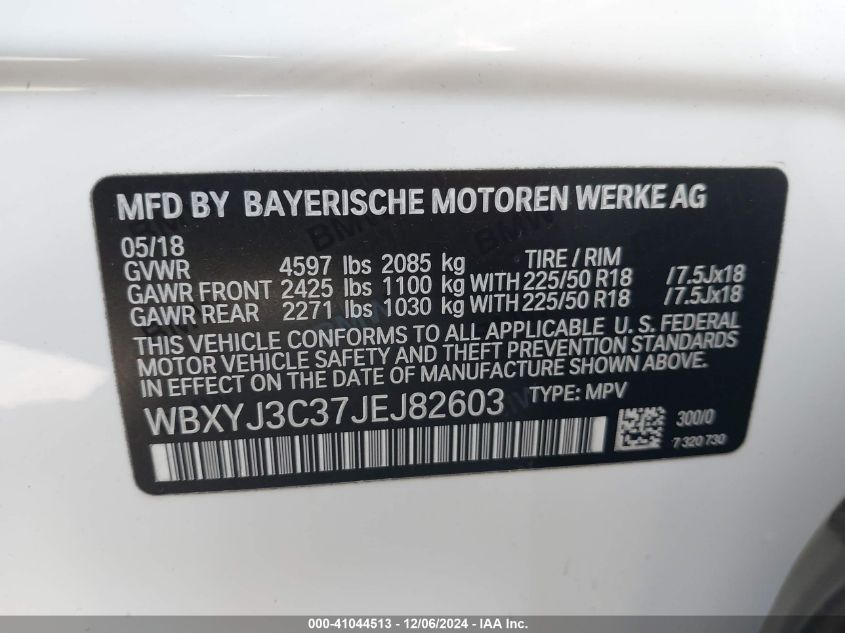 MFD BY BAYERISCHE MOTOREN WERKE AG
05/18
GVWR 4597 lbs 2085 kg TIRE / RIM
GAWR FRONT 2425 lbs 1100 kg WITH 225/50 R18 /7.5Jx18
GAWR REAR 2271 lbs 1030 kg WITH 225/50 R18 /7.5Jx18
THIS VEHICLE CONFORMS TO ALL APPLICABLE U. S. FEDERAL
MOTOR VEHICLE SAFETY AND THEFT PREVENTION STANDARDS
IN EFFECT ON THE DATE OF MANUFACTURE SHOWN ABOVE.
WBXYJ3C37JEJ82603 TYPE: MPV
300/0
7 320 730
000-41044513 - 12/06/2024 - IAA Inc.